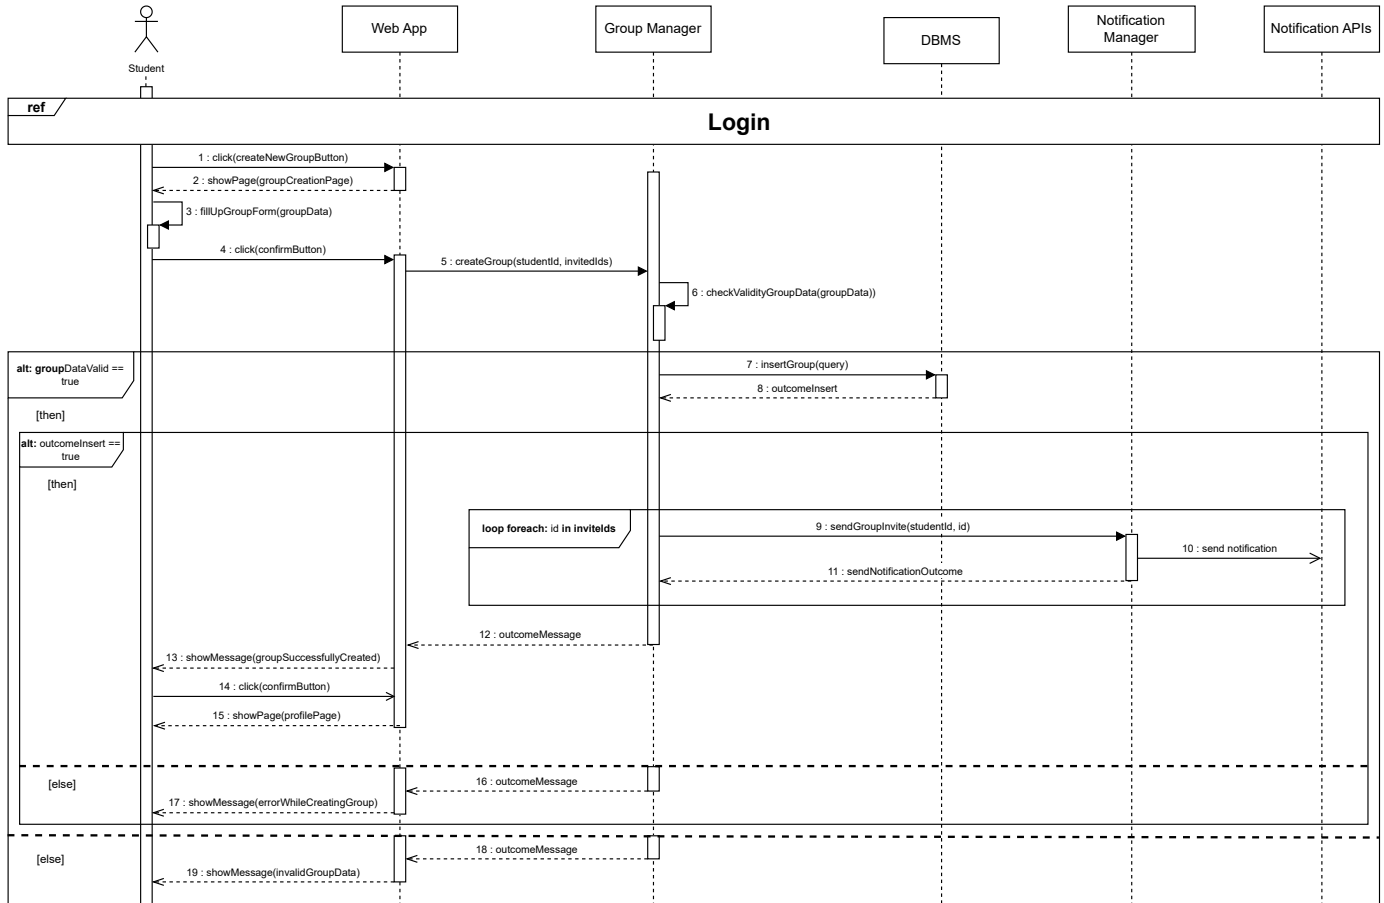 Student
Web App
Group Manager
DBMS
Notification
Manager
Notification APIs
ref
Login
1 : click(createNewGroupButton)
2 : showPage(groupCreationPage)
3 : fillUpGroupForm(groupData)
4 : click(confirmButton)
5 : createGroup(studentId, invitedIds)
6 : checkValidityGroupData(groupData))
alt: groupDataValid ==
true
7 : insertGroup(query)
8 : outcomeInsert
[then]
alt: outcomeInsert ==
true
[then]
loop foreach: id in inviteIds
9 : sendGroupInvite(studentId, id)
10 : send notification
11 : sendNotificationOutcome
12 : outcomeMessage
13 : showMessage(groupSuccessfullyCreated)
14 : click(confirmButton)
15 : showPage(profilePage)
[else]
16 : outcomeMessage
17 : showMessage(errorWhileCreatingGroup)
[else]
18 : outcomeMessage
19 : showMessage(invalidGroupData)